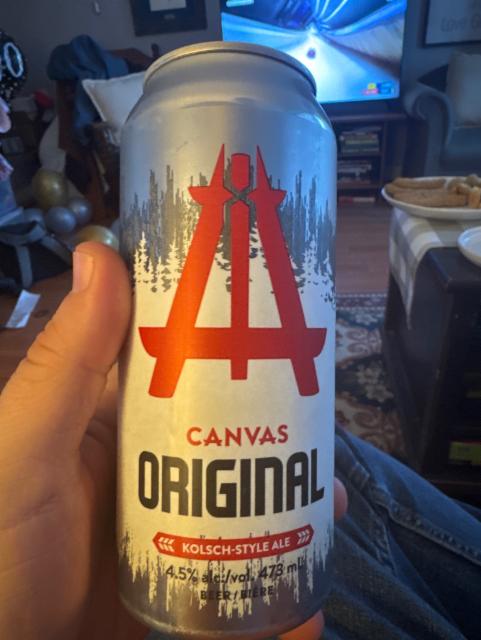 CANVAS
ORIGINAL
KOLSCH-STYLE ALE
4.5% alc./vol. 473 mL
BEER / BIÈRE